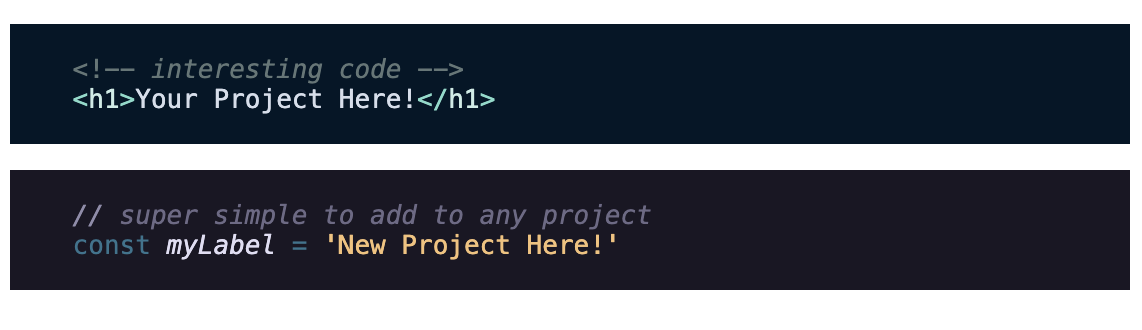 <!-- interesting code -->
<h1>Your Project Here!</h1>
// super simple to add to any project
const myLabel = 'New Project Here!'